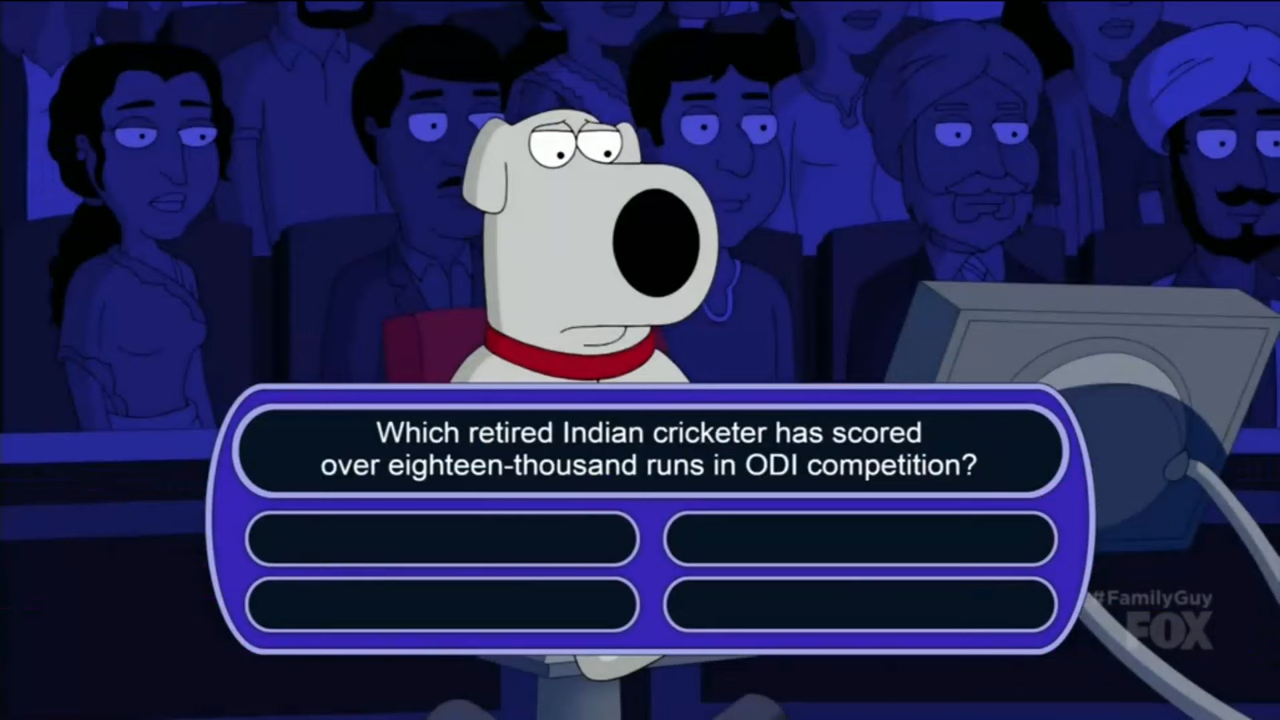 Which retired Indian cricketer has scored
over eighteen-thousand runs in ODI competition?
#FamilyGuy
FOX